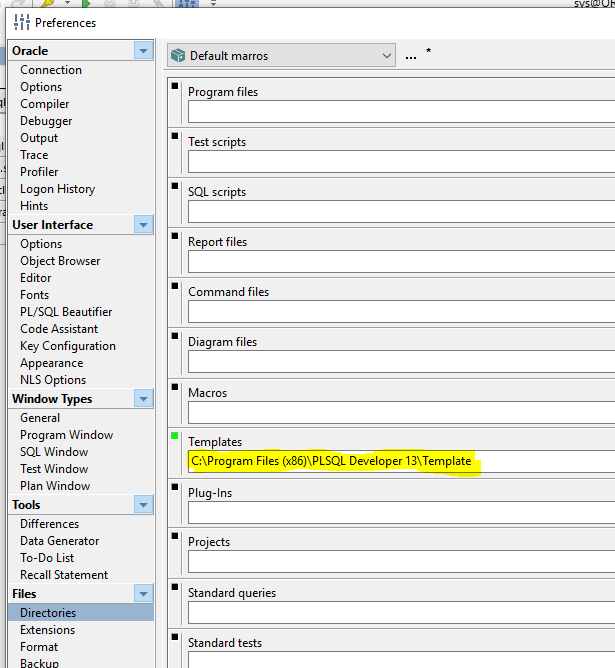 sys@OR
Preferences
Oracle
Connection
Options
Compiler
Debugger
Output
Trace
Profiler
Logon History
Hints
User Interface
Options
Object Browser
Editor
Fonts
PL/SQL Beautifier
Code Assistant
Key Configuration
Appearance
NLS Options
Window Types
General
Program Window
SQL Window
Test Window
Plan Window
Tools
Differences
Data Generator
To-Do List
Recall Statement
Files
Directories
Extensions
Format
Backup
Default marros ... *
Program files
Test scripts
SQL scripts
Report files
Command files
Diagram files
Macros
Templates
C:\Program Files (x86)\PLSQL Developer 13\Template
Plug-Ins
Projects
Standard queries
Standard tests